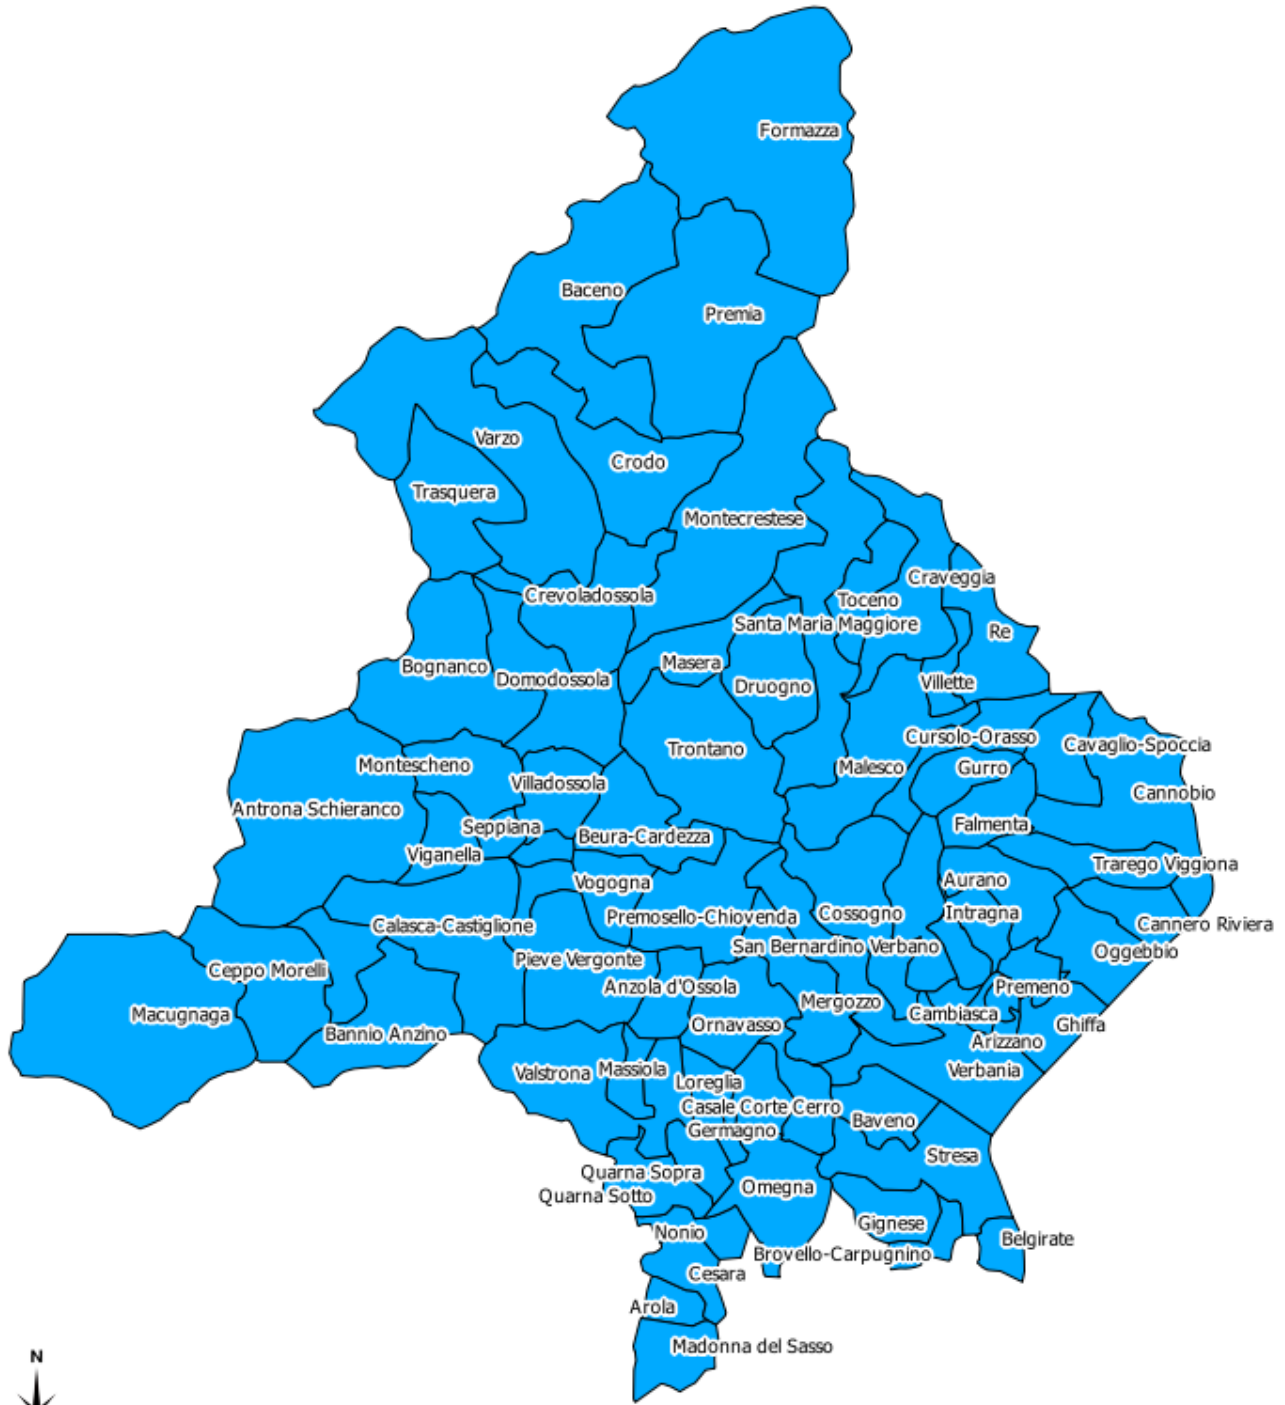 Formazza
Baceno
Premia
Varzo
Crodo
Trasquera
Montecrestese
Craveggia
Crevoladossola
Toceno
Santa Maria Maggiore
Re
Masera
Bognanco
Domodossola
Druogno
Villette
Cursolo-Orasso
Cavaglio-Spoccia
Trontano
Montescheno
Malesco
Gurro
Villadossola
Cannobio
Antrona Schieranco
Seppiana
Falmenta
Beura-Cardezza
Viganella
Trarego Viggiona
Aurano
Vogogna
Intragna
Cossogno
Premosello-Chiovenda
Cannero Riviera
Calasca-Castiglione
San Bernardino Verbano
Oggebbio
Pieve Vergonte
Ceppo Morelli
Anzola d'Ossola
Premeno
Mergozzo
Macugnaga
Cambiasca
Ornavasso
Ghiffa
Bannio Anzino
Arizzano
Massiola
Verbania
Valstrona
Loreglia
Casale Corte Cerro
Baveno
Germagno
Stresa
Quarna Sopra
Omegna
Quarna Sotto
Gignese
Nonio
Belgirate
Brovello-Carpugnino
Cesara
Arola
Madonna del Sasso
N